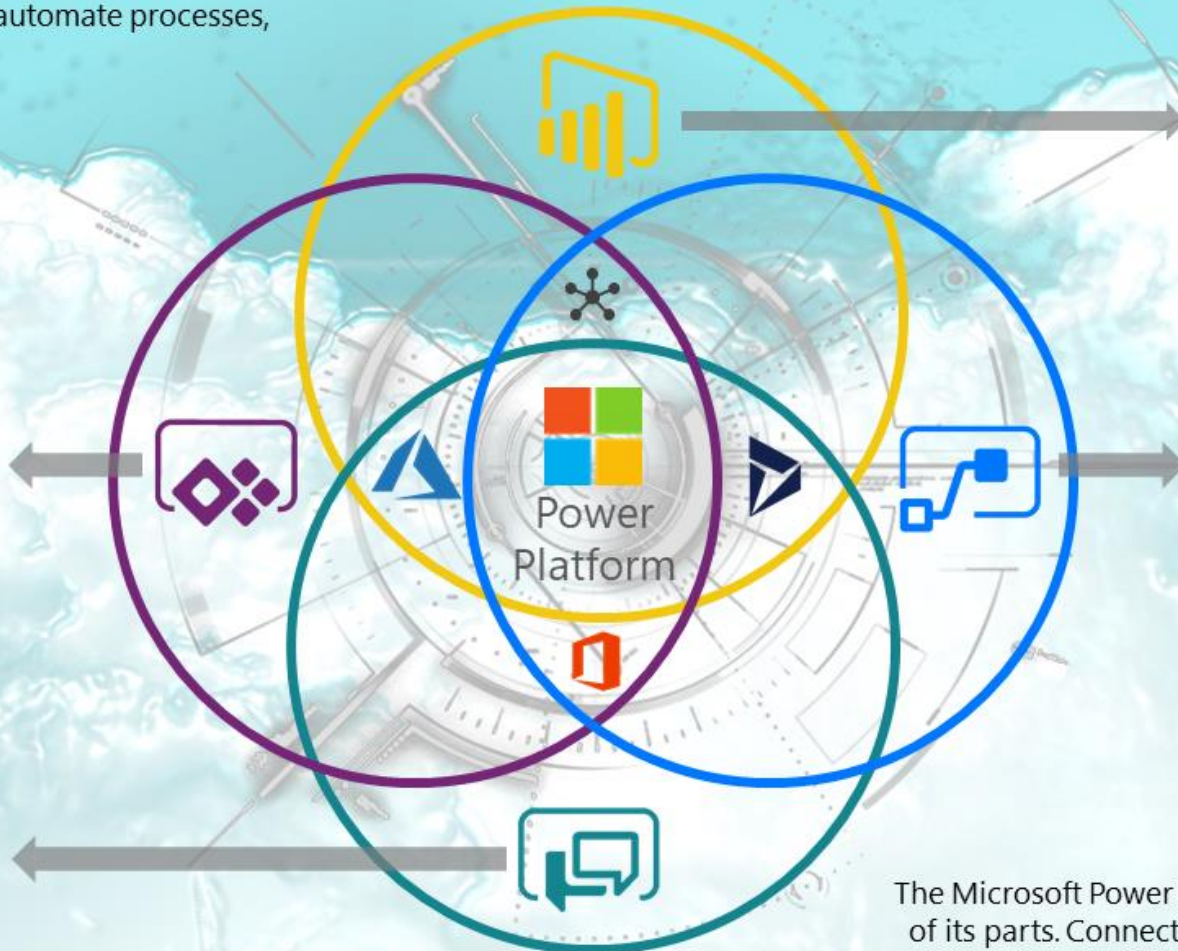 automate processes,
Power
Platform
The Microsoft Power
of its parts. Connect